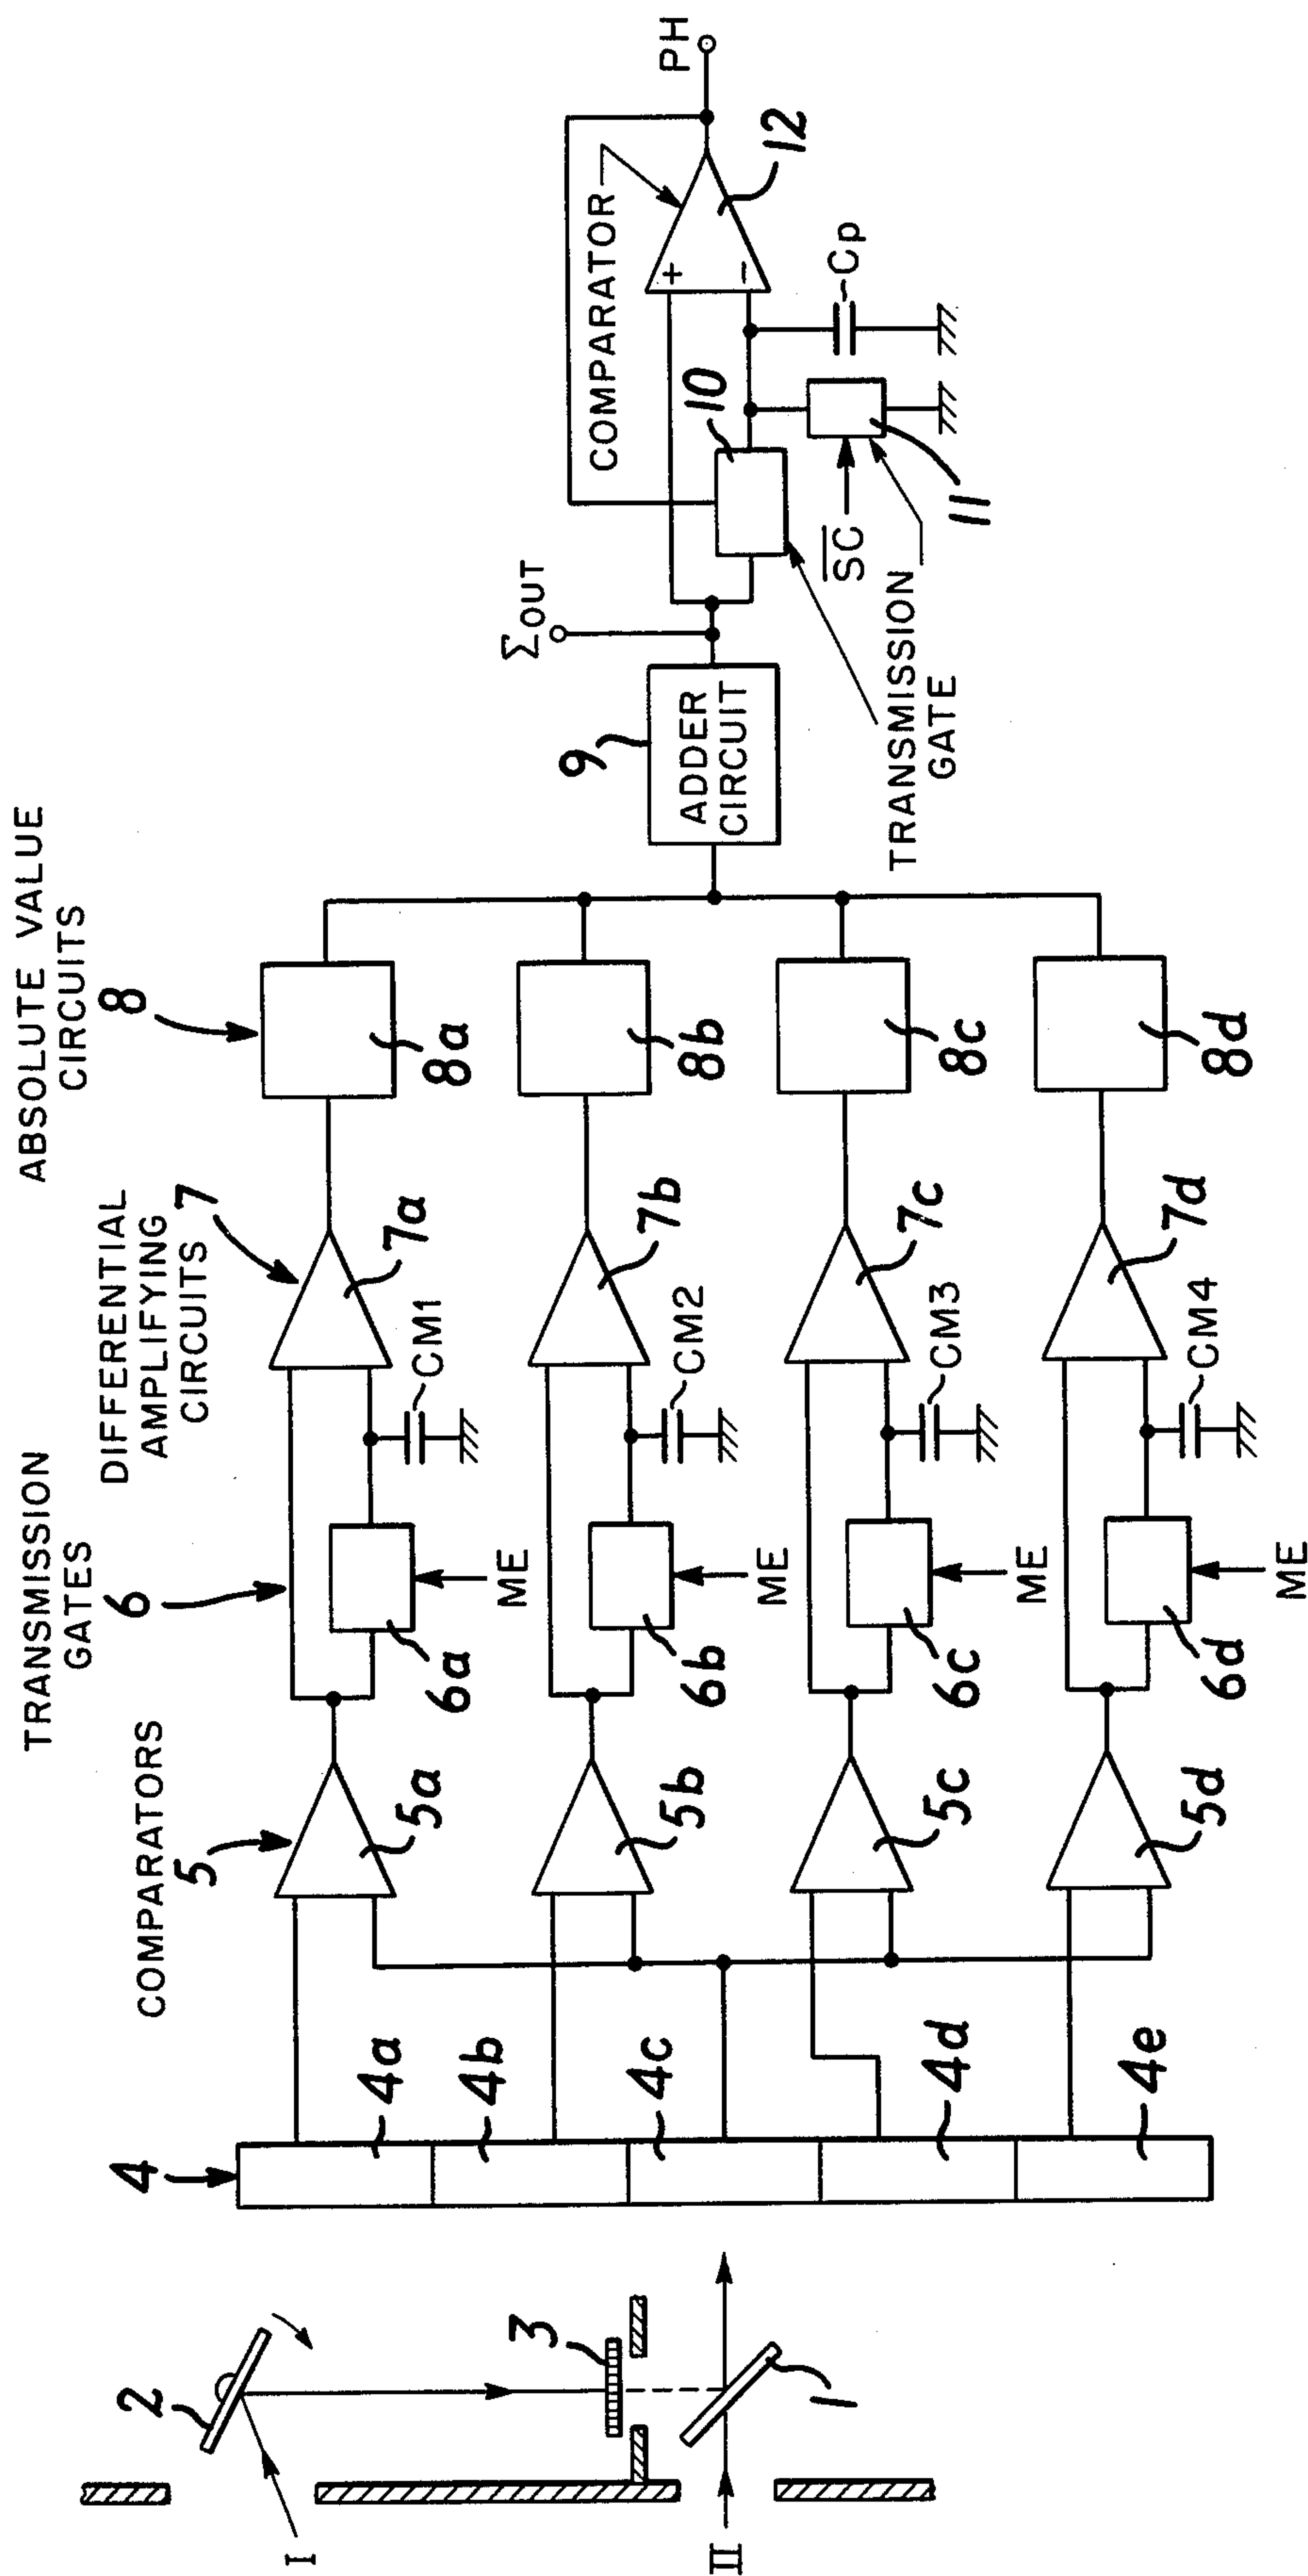 ABSOLUTE VALUE
CIRCUITS
TRANSMISSION
GATES
DIFFERENTIAL
AMPLIFYING
CIRCUITS
COMPARATORS
I
II
1
2
3
4
4a
4b
4c
4d
4e
5
5a
5b
5c
5d
6
6a
6b
6c
6d
ME
ME
ME
ME
7
7a
7b
7c
7d
CM1
CM2
CM3
CM4
8
8a
8b
8c
8d
9
ADDER
CIRCUIT
ΣOUT
TRANSMISSION
GATE
10
11
S̅C̅
COMPARATOR
+
−
12
Cp
PH